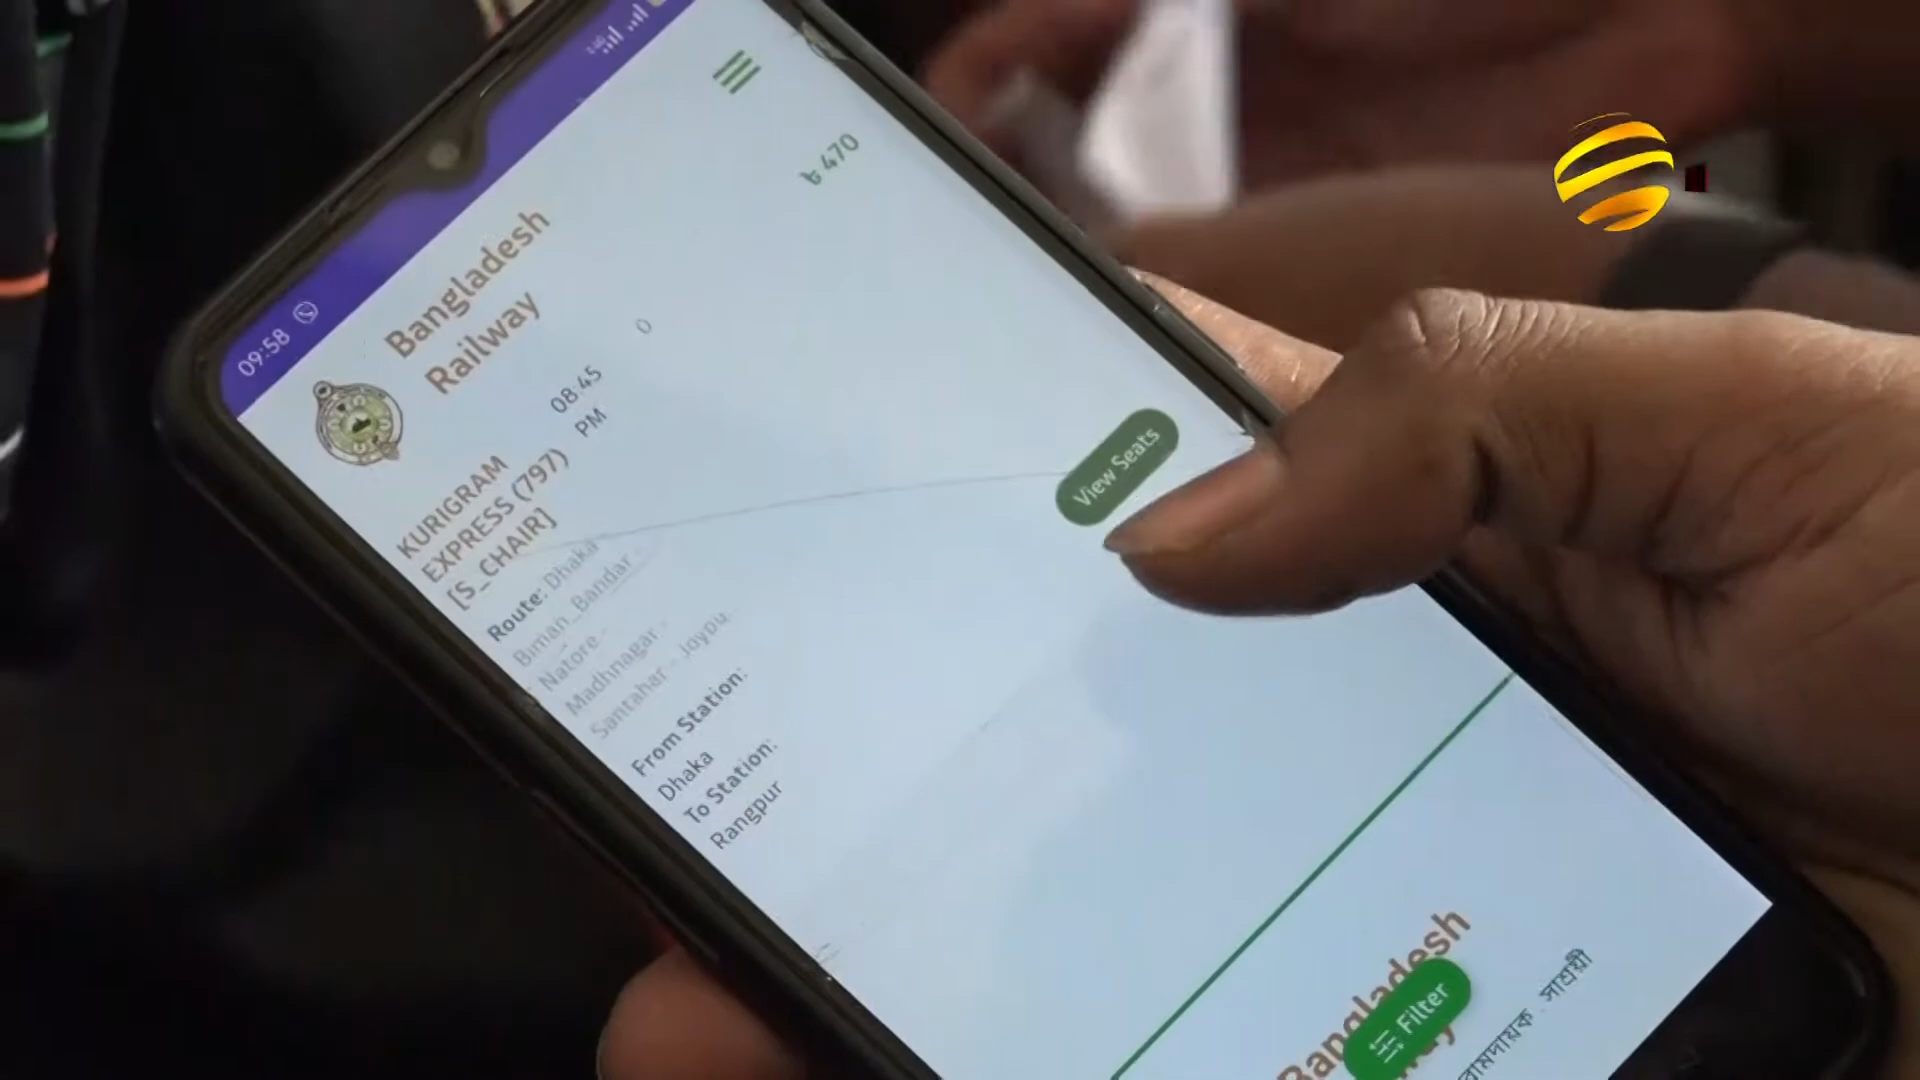 09:58
Bangladesh
Railway
৳ 470
KURIGRAM
EXPRESS (797)
[S_CHAIR]
08:45
PM
0
Route: Dhaka -
Biman_Bandar -
Natore -
Madhnagar -
Santahar - Joypu
From Station:
Dhaka
To Station:
Rangpur
View Seats
Bangladesh
Filter
সাশ্রয়ী